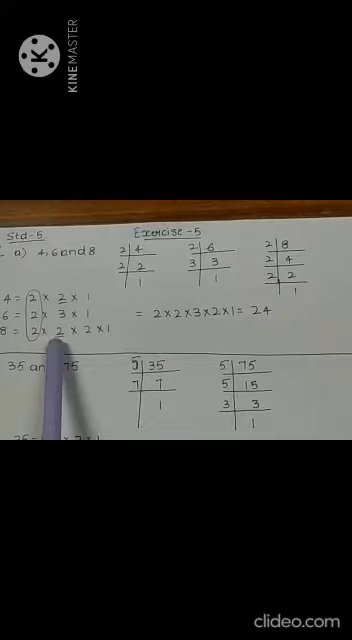 KINEMASTER
Std-5 Exercise-5
a) 4,6 and 8
2 4
2 2
1
2 6
3 3
1
2 8
2 4
2 2
1
4 = 2 × 2 × 1
6 = 2 × 3 × 1
8 = 2 × 2 × 2 × 1
= 2×2×3×2×1= 24
35 and 75
5 35
7 7
1
5 75
5 15
3 3
1
clideo.com